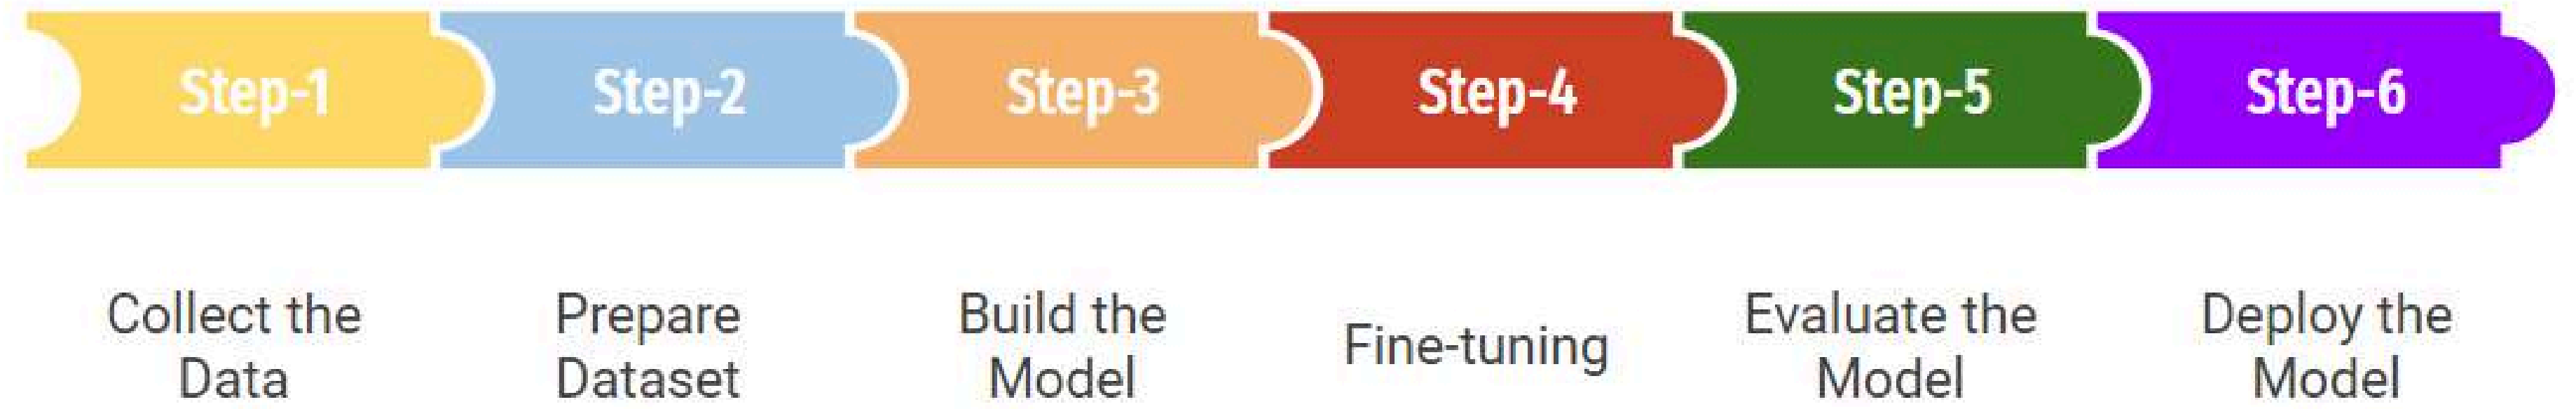 Step-1
Step-2
Step-3
Step-4
Step-5
Step-6
Collect the
Data
Prepare
Dataset
Build the
Model
Fine-tuning
Evaluate the
Model
Deploy the
Model